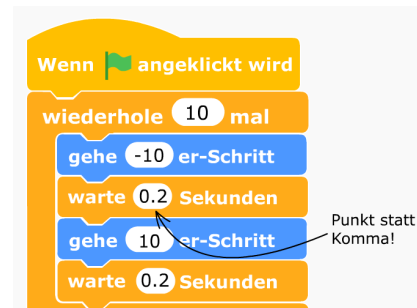 Wenn angeklickt wird
wiederhole 10 mal
gehe -10 er-Schritt
warte 0.2 Sekunden
gehe 10 er-Schritt
warte 0.2 Sekunden
Punkt statt
Komma!